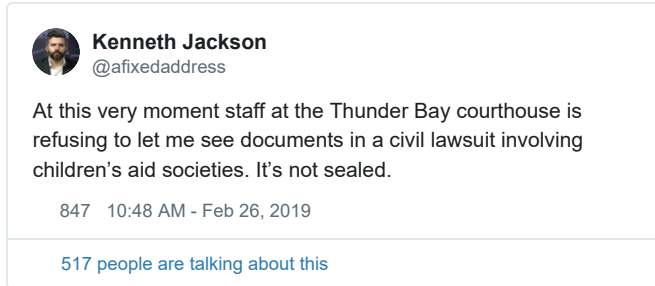 Kenneth Jackson
@afixedaddress
At this very moment staff at the Thunder Bay courthouse is
refusing to let me see documents in a civil lawsuit involving
children’s aid societies. It’s not sealed.
847 10:48 AM - Feb 26, 2019
517 people are talking about this